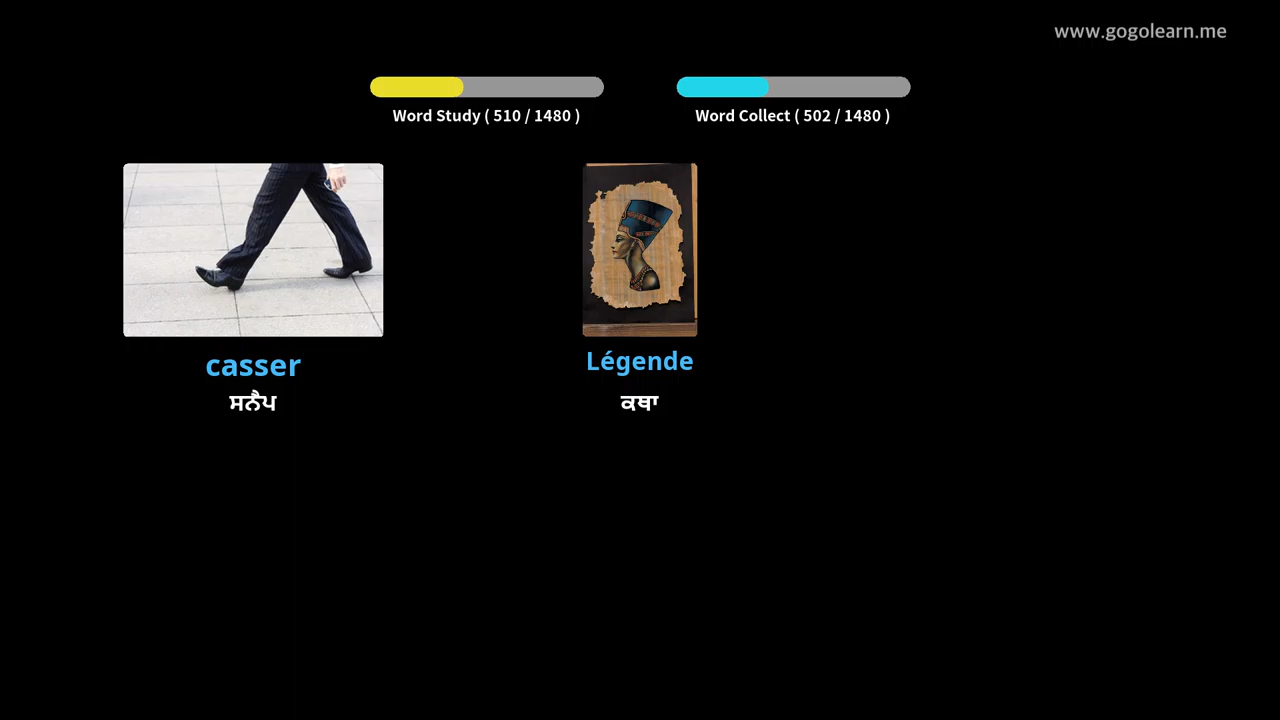 www.gogolearn.me
Word Study ( 510 / 1480 )
Word Collect ( 502 / 1480 )
casser
ਸਨੈਪ
Légende
ਕਥਾ